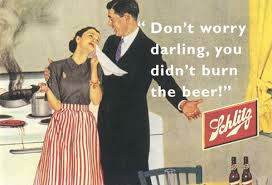 “Don't worry
darling, you
didn't burn
the beer!”
Schlitz